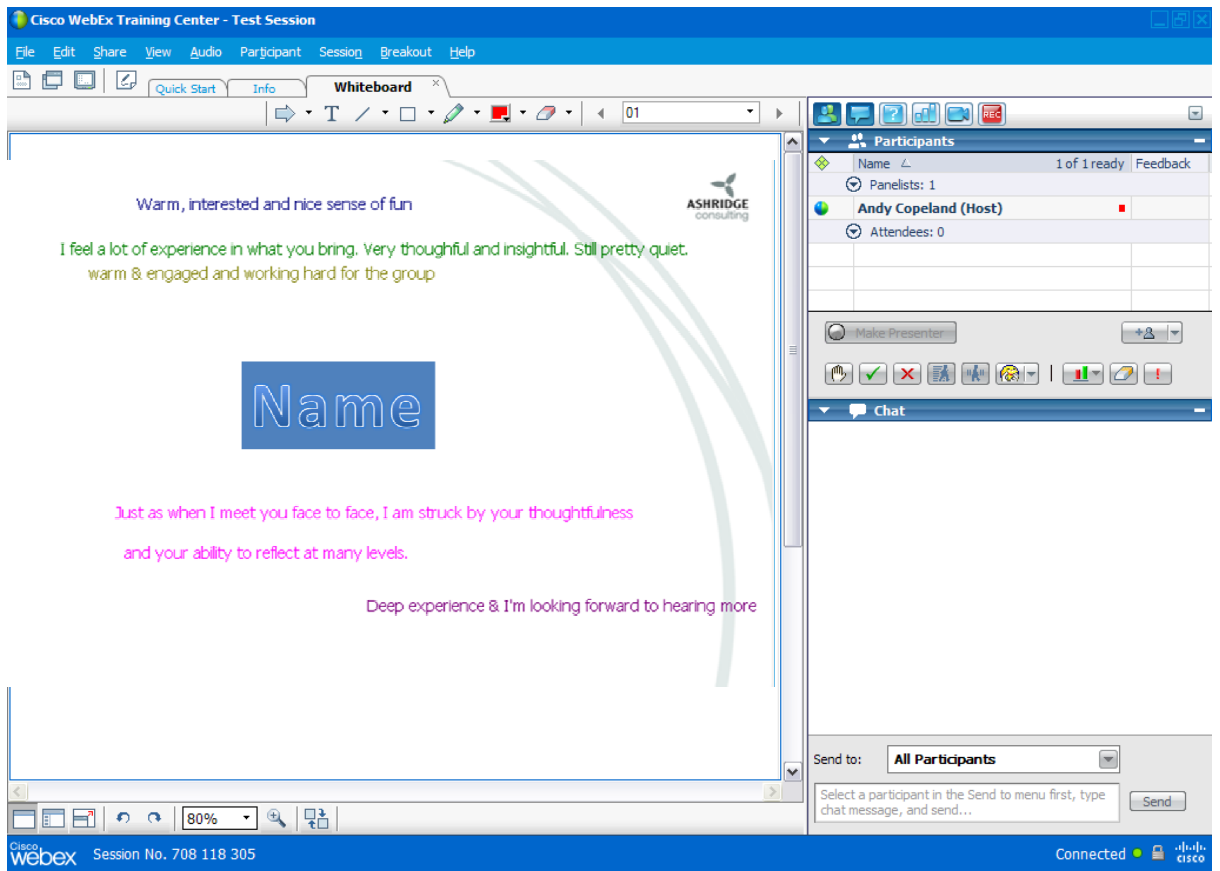 Cisco WebEx Training Center - Test Session
File Edit Share View Audio Participant Session Breakout Help
Quick Start Info Whiteboard
T 01
REC
Participants
Name 1 of 1 ready Feedback
Panelists: 1
Andy Copeland (Host)
Attendees: 0
Make Presenter
Chat
ASHRIDGE
consulting
Warm, interested and nice sense of fun
I feel a lot of experience in what you bring. Very thoughful and insightful. Still pretty quiet.
warm & engaged and working hard for the group
Name
Just as when I meet you face to face, I am struck by your thoughtfulness
and your ability to reflect at many levels.
Deep experience & I'm looking forward to hearing more
Send to: All Participants
Select a participant in the Send to menu first, type
chat message, and send...
Send
80%
Cisco
webex Session No. 708 118 305 Connected
cisco